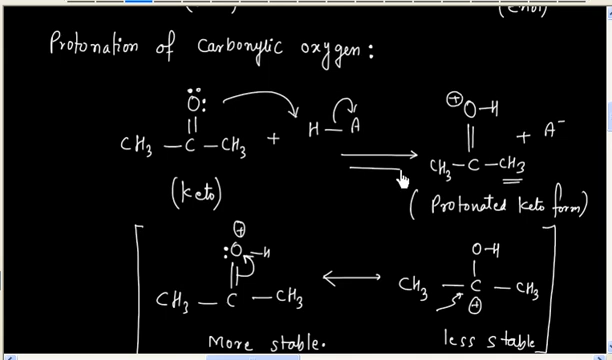 (Enol)
Protonation of Carbonylic oxygen:
O
CH₃ — C — CH₃ + H — A
⊕ O — H
CH₃ — C — CH₃ + A⁻
(Keto)
(Protonated Keto form)
⊕
:O — H
CH₃ — C — CH₃
O — H
CH₃ — C — CH₃
⊕
More stable.
less stable